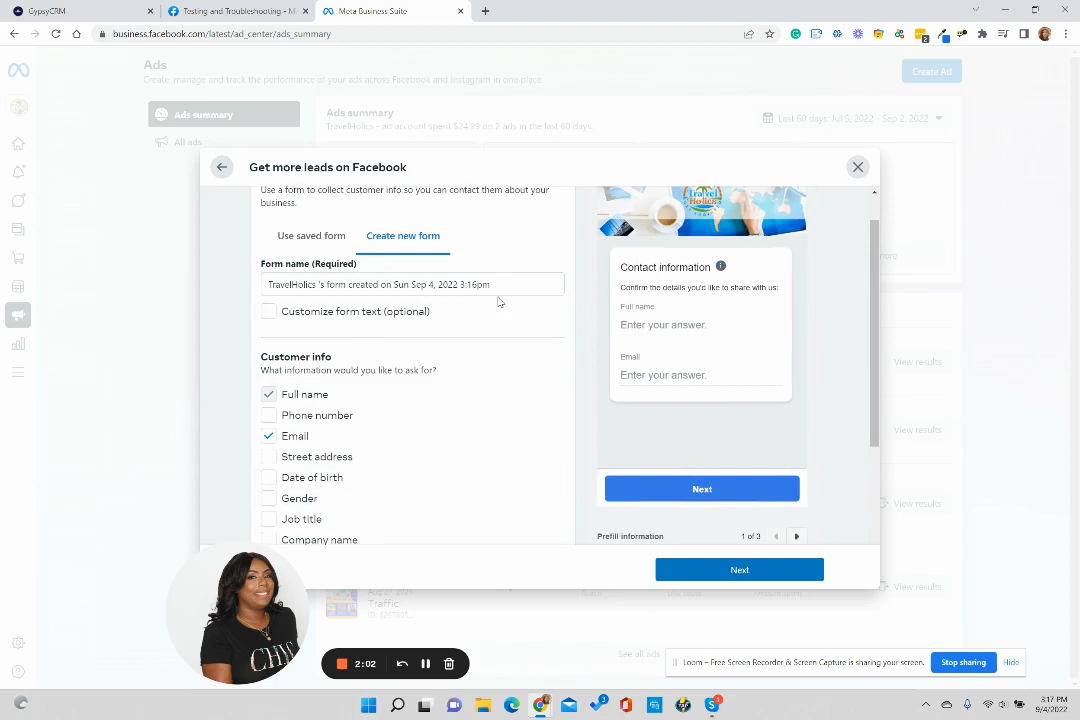 GypsyCRM
Testing and Troubleshooting - M
Meta Business Suite
business.facebook.com/latest/ad_center/ads_summary
2
Ads
Create, manage and track the performance of your ads across Facebook and Instagram in one place.
Create Ad
Ads summary
Ads summary
TravelHolics - ad account spent $24.99 on 2 ads in the last 60 days.
Last 60 days: Jul 5, 2022 - Sep 2, 2022
All ads
Get more leads on Facebook
Use a form to collect customer info so you can contact them about your
business.
Travel
Holics
Use saved form
Create new form
Form name (Required)
TravelHolics 's form created on Sun Sep 4, 2022 3:16pm
Customize form text (optional)
Customer info
What information would you like to ask for?
Full name
Phone number
Email
Street address
Date of birth
Gender
Job title
Company name
Contact information
Confirm the details you'd like to share with us:
Full name
Enter your answer.
Email
Enter your answer.
Next
Prefill information
1 of 3
Next
more
View results
View results
View results
View results
Traffic
See all ads
CHIC
2:02
Loom – Free Screen Recorder & Screen Capture is sharing your screen.
Stop sharing
Hide
3
1
3:17 PM
9/4/2022